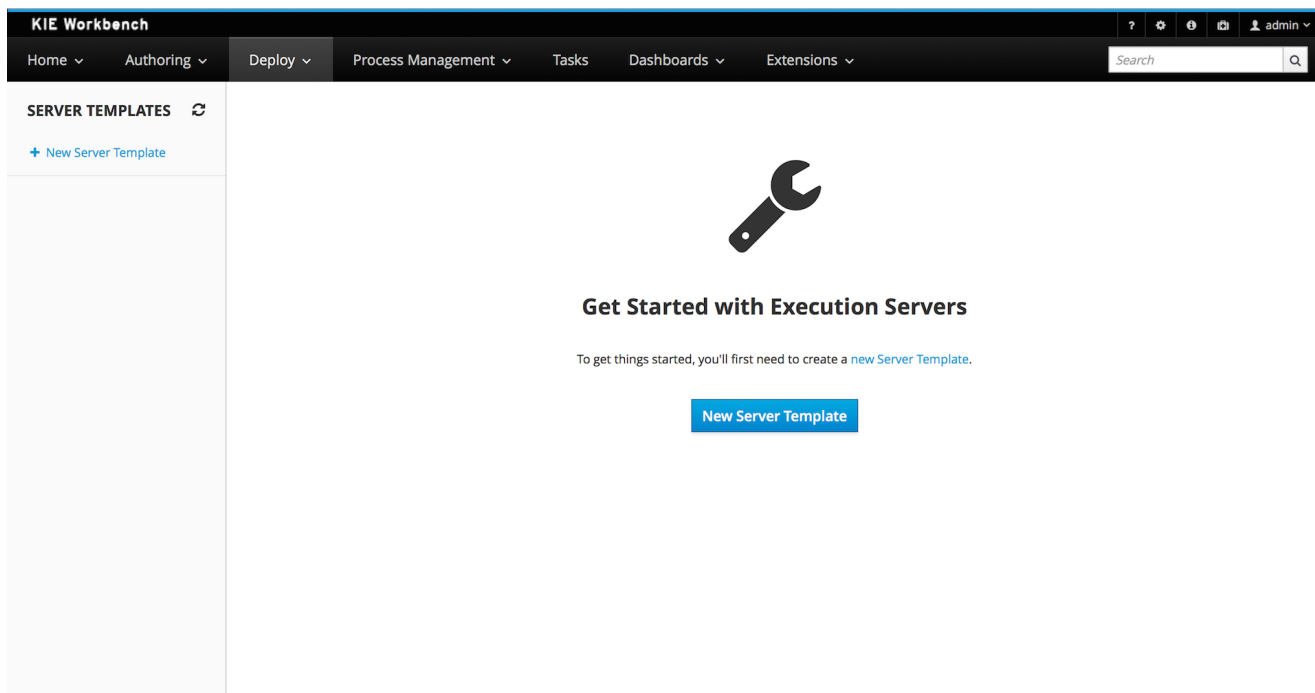 KIE Workbench
? admin
Home Authoring Deploy Process Management Tasks Dashboards Extensions Search
SERVER TEMPLATES
+ New Server Template
Get Started with Execution Servers
To get things started, you'll first need to create a new Server Template.
New Server Template